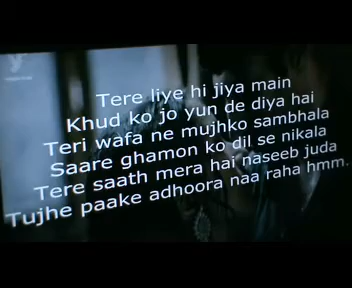 Tere liye hi jiya main
Khud ko jo yun de diya hai
Teri wafa ne mujhko sambhala
Saare ghamon ko dil se nikala
Tere saath mera hai naseeb juda
Tujhe paake adhoora naa raha hmm.